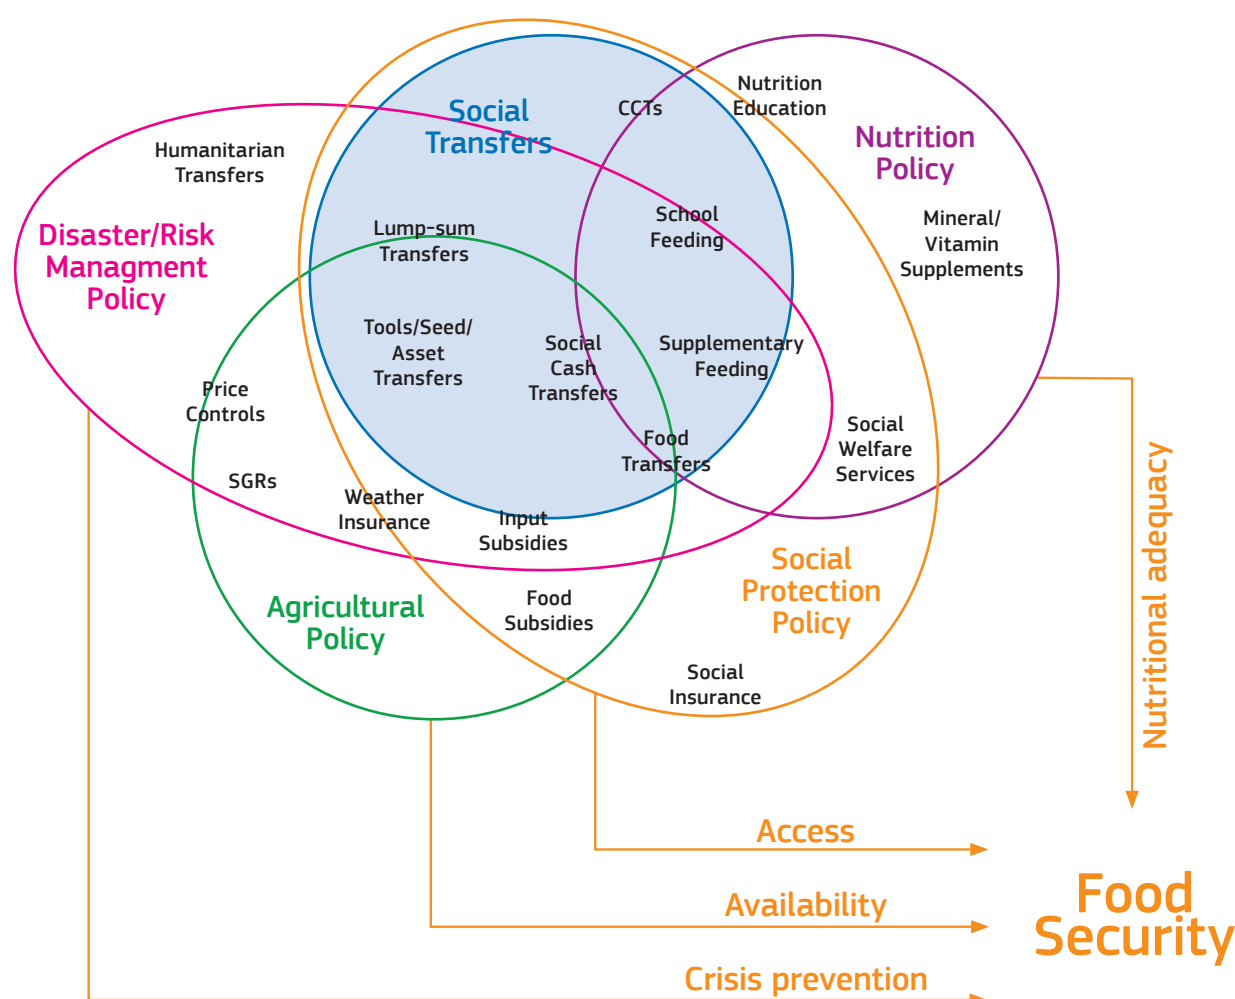 Social
Transfers
CCTs
Nutrition
Education
Nutrition
Policy
Humanitarian
Transfers
Disaster/Risk
Managment
Policy
Lump-sum
Transfers
School
Feeding
Mineral/
Vitamin
Supplements
Tools/Seed/
Asset
Transfers
Social
Cash
Transfers
Supplementary
Feeding
Price
Controls
Food
Transfers
Social
Welfare
Services
SGRs
Weather
Insurance
Input
Subsidies
Social
Protection
Policy
Agricultural
Policy
Food
Subsidies
Social
Insurance
Nutritional adequacy
Access
Availability
Crisis prevention
Food
Security